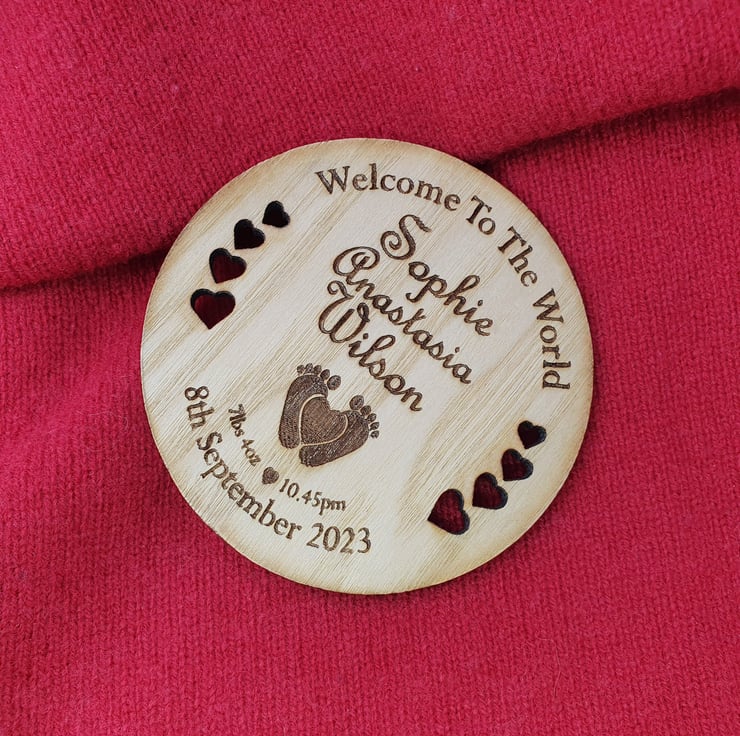 Welcome To The World
Sophie
Anastasia
Wilson
7lbs 4oz 10.45pm
8th September 2023